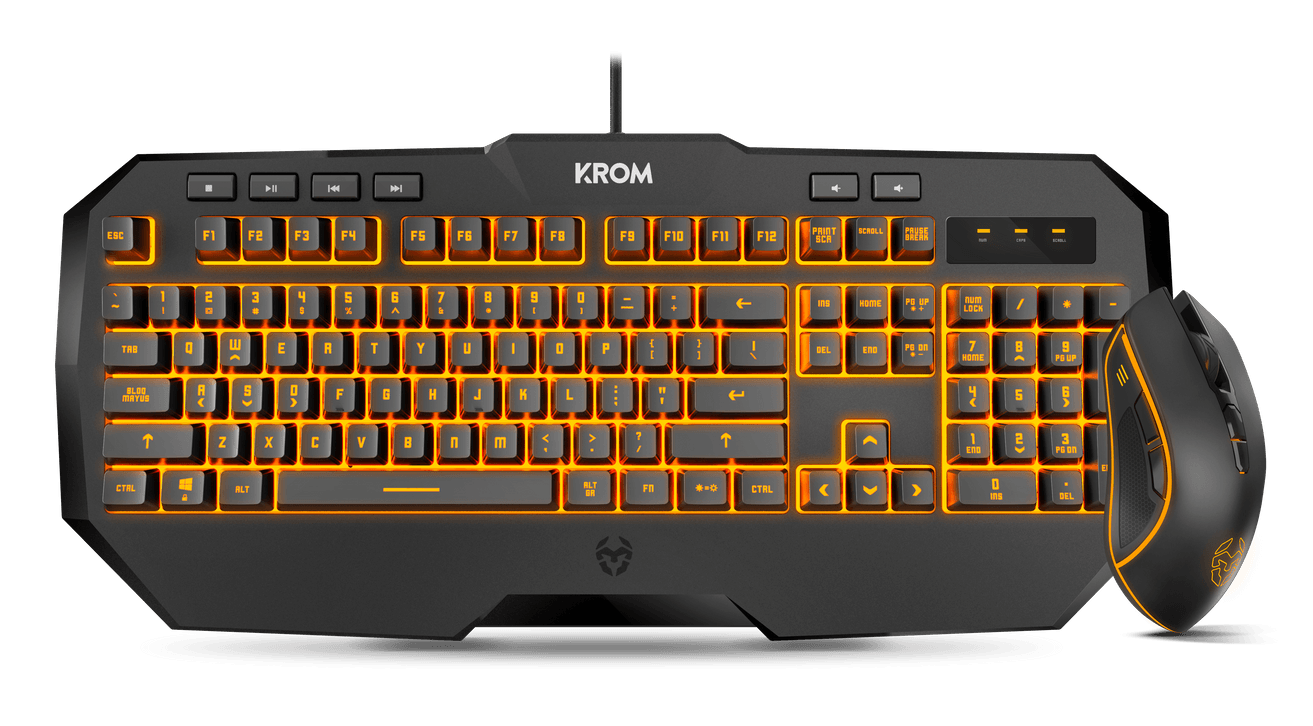 KROM
ESC F1 F2 F3 F4 F5 F6 F7 F8 F9 F10 F11 F12
PRINT
SCR
SCROLL
PAUSE
BREAK
NUM CAPS SCROLL
` 1 2 3 4 5 6 7 8 9 0 _ =
~ ! # $ % ^ & * ( ) - +
INS HOME PG UP
NUM
LOCK
/ * -
TAB Q W E R T Y U I O P { } !
[ ] \
DEL END PG DN
7 8 9
HOME PG UP
BLOQ
MAYUS
A S D F G H J K L : "
; '
4 5 6
Z X C V B N M < > ?
, . /
1 2 3
END PG DN
CTRL ALT
ALT
GR
FN CTRL
0 .
INS DEL